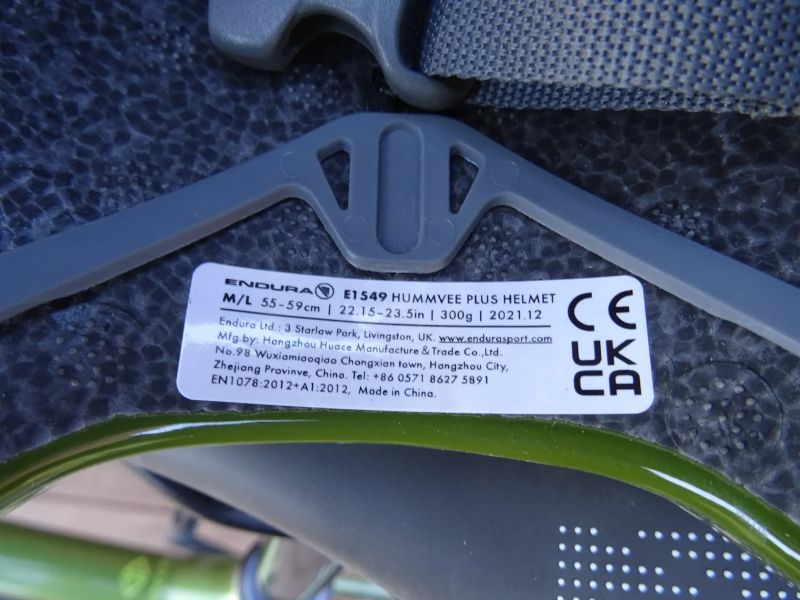 ENDURA E1549 HUMMVEE PLUS HELMET
M/L 55-59cm | 22.15-23.5in | 300g | 2021.12
Endura Ltd.: 3 Starlaw Park, Livingston, UK. www.endurasport.com
Mfg by: Hangzhou Huace Manufacture & Trade Co.,Ltd.
No.98 Wuxiamiaoqiao Chongxian town, Hangzhou City,
Zhejiang Provinve, China. Tel: +86 0571 8627 5891
EN1078:2012+A1:2012, Made in China.
CE
UK
CA